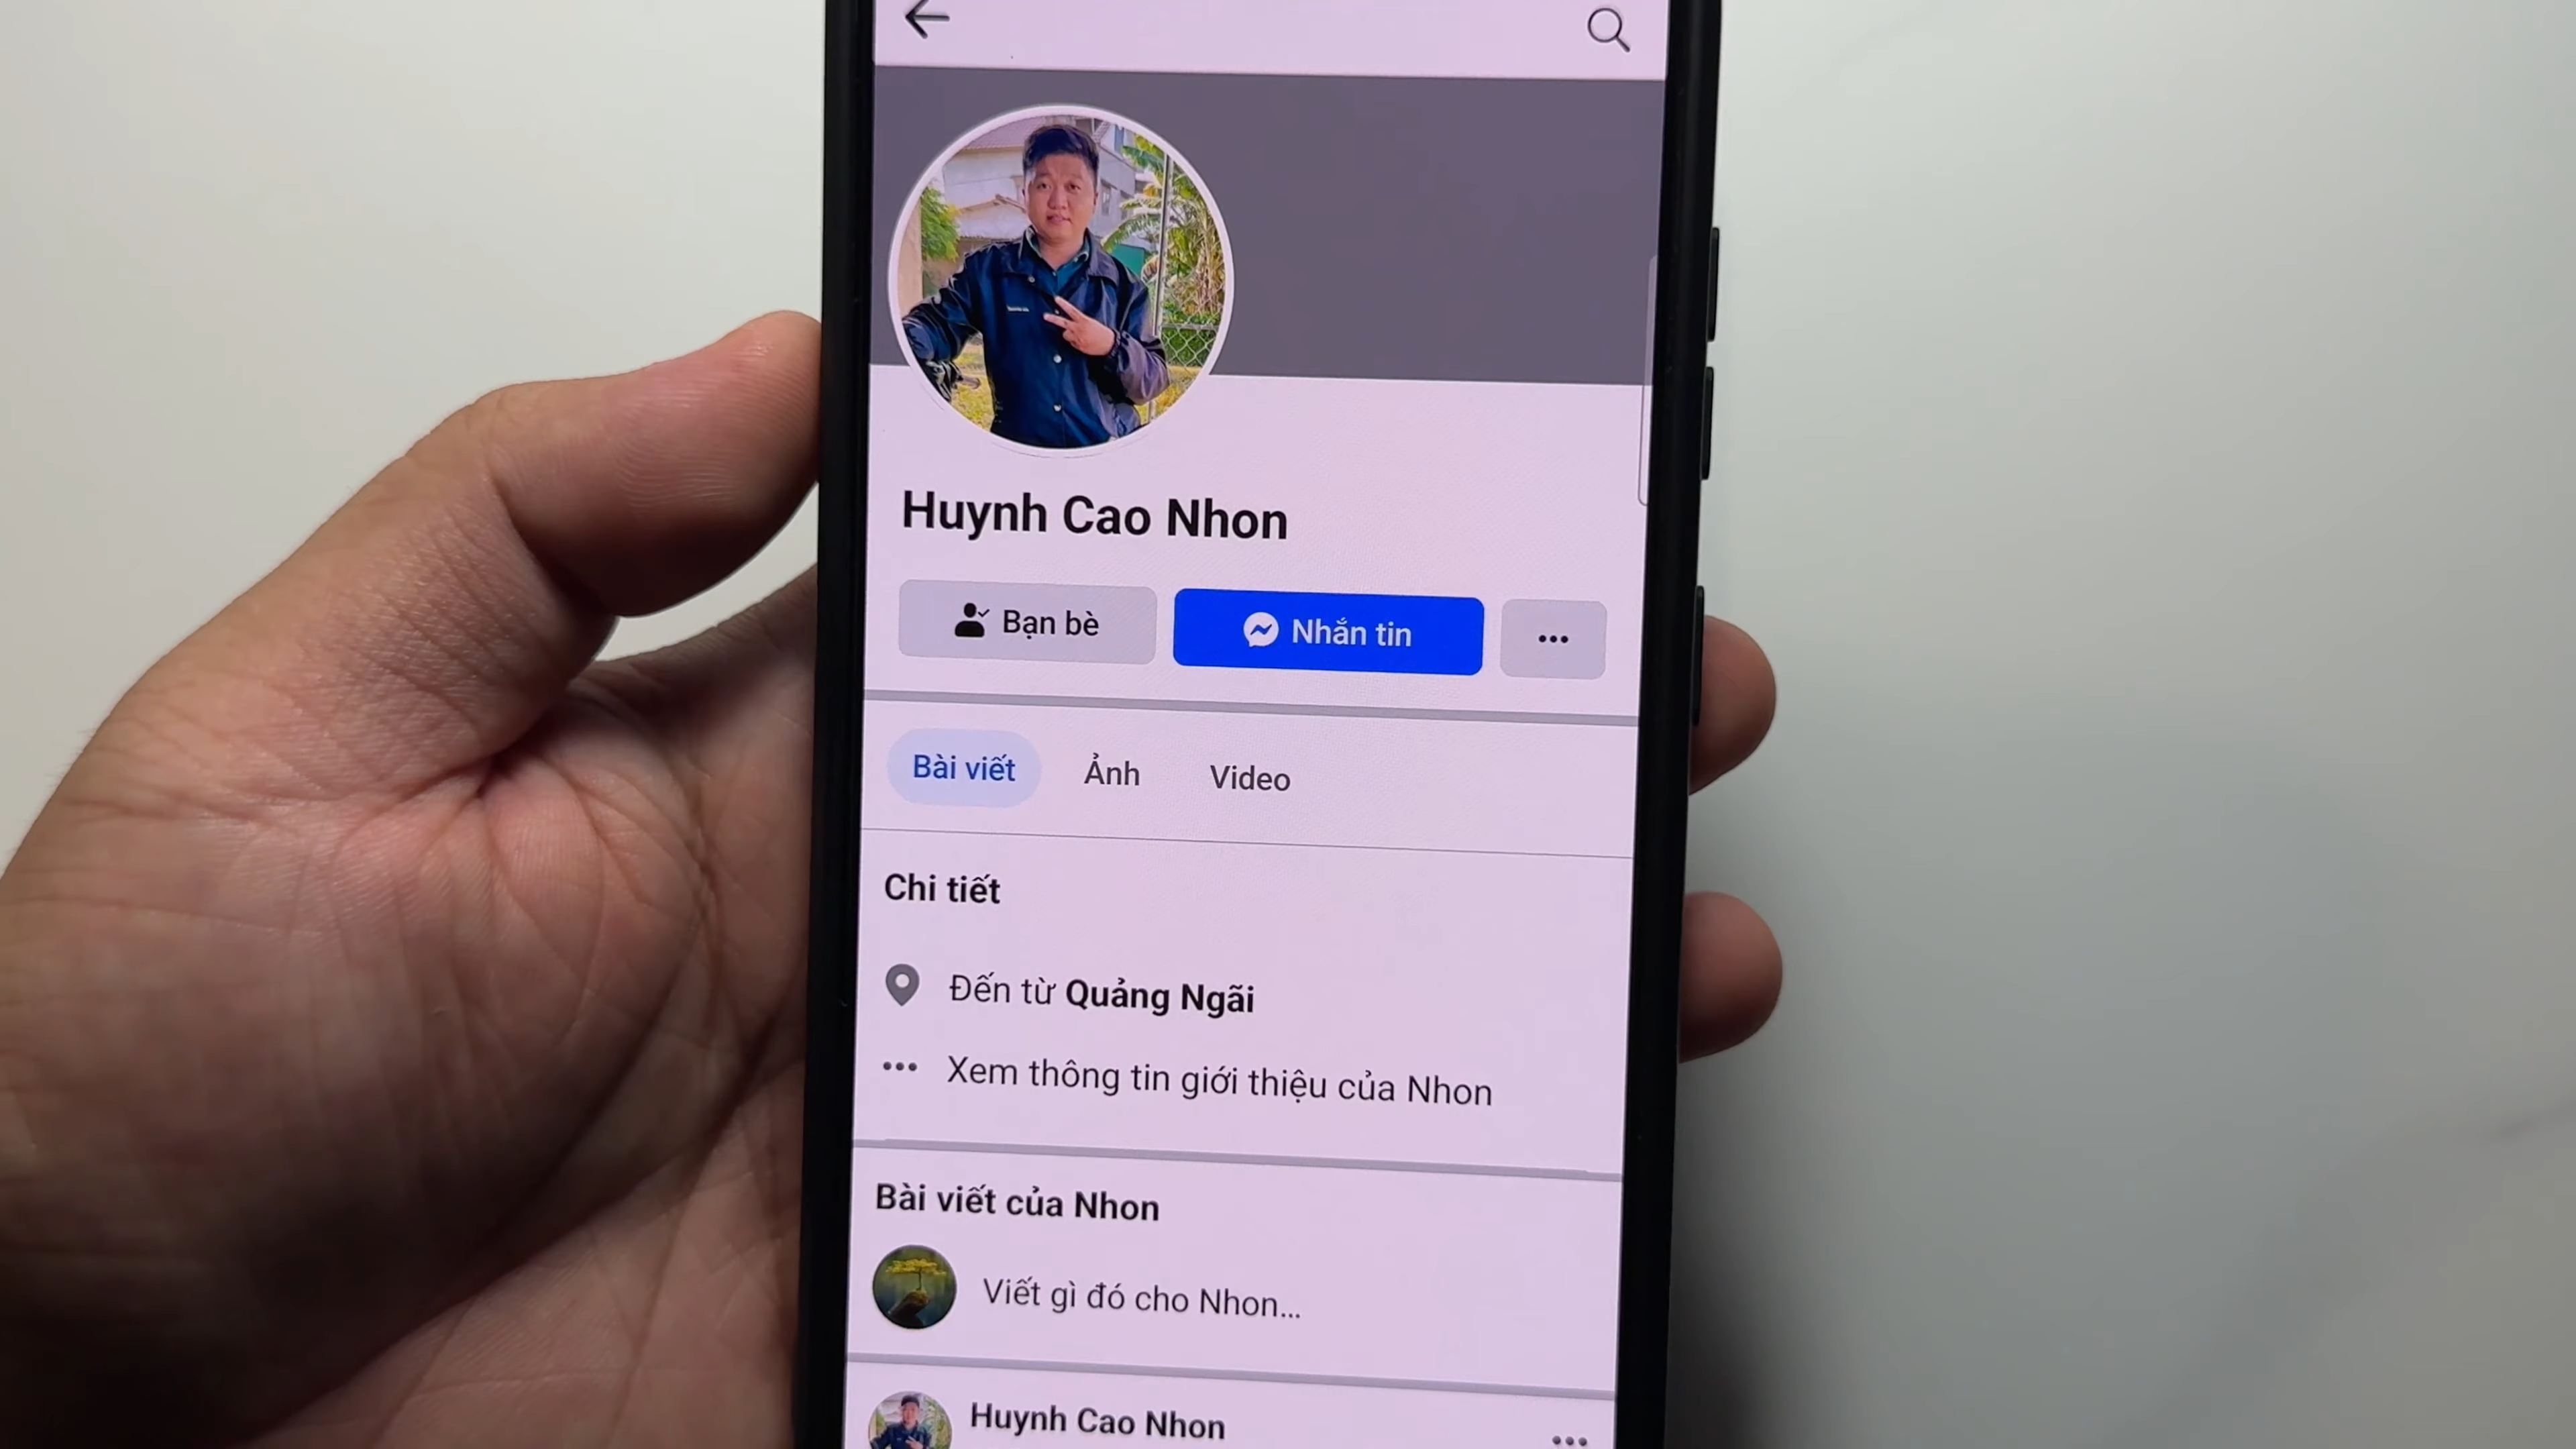 Huynh Cao Nhon
Bạn bè
Nhắn tin
Bài viết
Ảnh
Video
Chi tiết
Đến từ Quảng Ngãi
Xem thông tin giới thiệu của Nhon
Bài viết của Nhon
Viết gì đó cho Nhon...
Huynh Cao Nhon